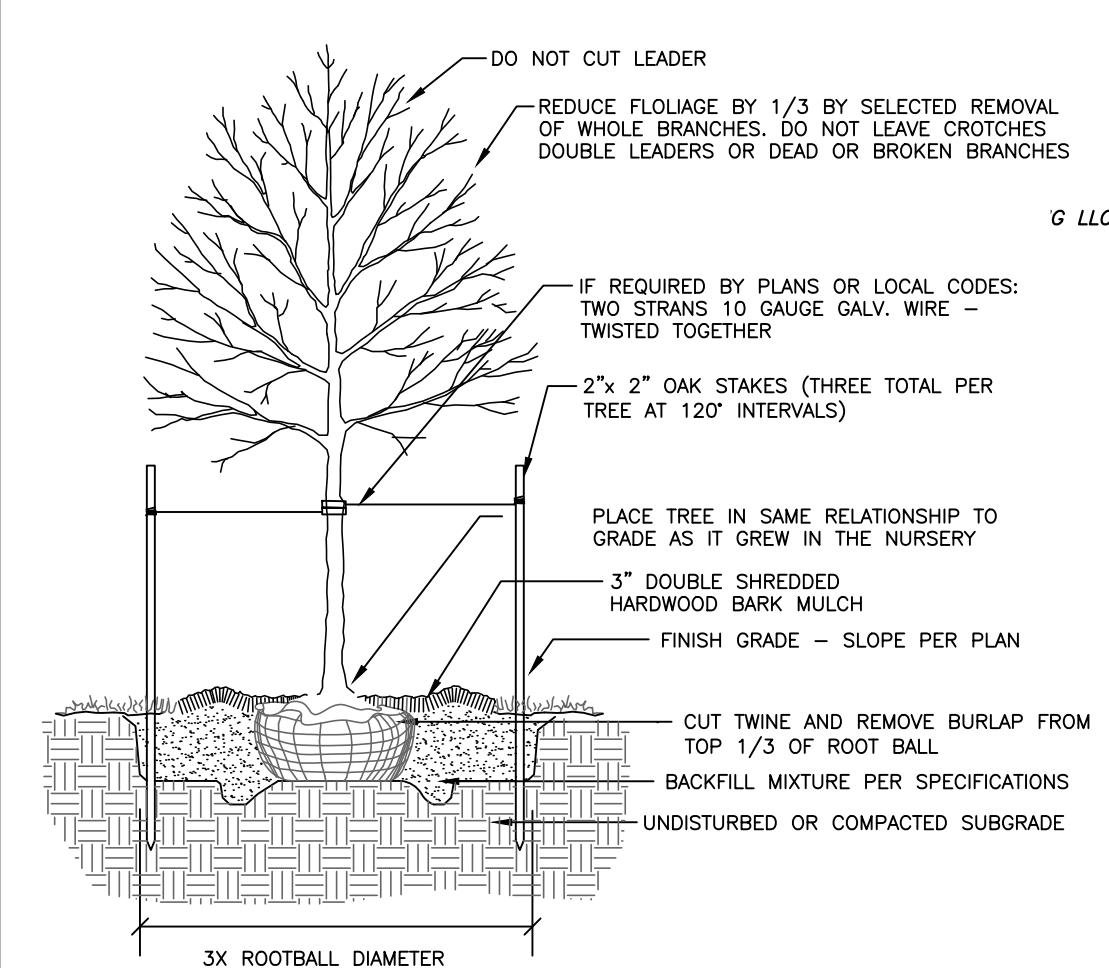 DO NOT CUT LEADER
REDUCE FLOLIAGE BY 1/3 BY SELECTED REMOVAL
OF WHOLE BRANCHES. DO NOT LEAVE CROTCHES
DOUBLE LEADERS OR DEAD OR BROKEN BRANCHES
G LLC
IF REQUIRED BY PLANS OR LOCAL CODES:
TWO STRANS 10 GAUGE GALV. WIRE –
TWISTED TOGETHER
2"x 2" OAK STAKES (THREE TOTAL PER
TREE AT 120° INTERVALS)
PLACE TREE IN SAME RELATIONSHIP TO
GRADE AS IT GREW IN THE NURSERY
3" DOUBLE SHREDDED
HARDWOOD BARK MULCH
FINISH GRADE – SLOPE PER PLAN
CUT TWINE AND REMOVE BURLAP FROM
TOP 1/3 OF ROOT BALL
BACKFILL MIXTURE PER SPECIFICATIONS
UNDISTURBED OR COMPACTED SUBGRADE
3X ROOTBALL DIAMETER